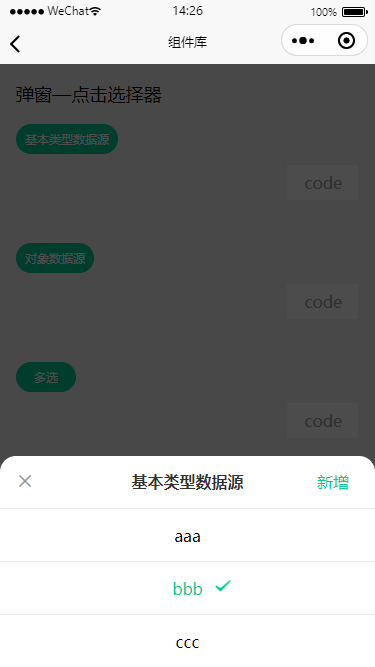 WeChat 14:26 100%
组件库
弹窗—点击选择器
基本类型数据源
code
对象数据源
code
多选
code
基本类型数据源 新增
aaa
bbb
ccc